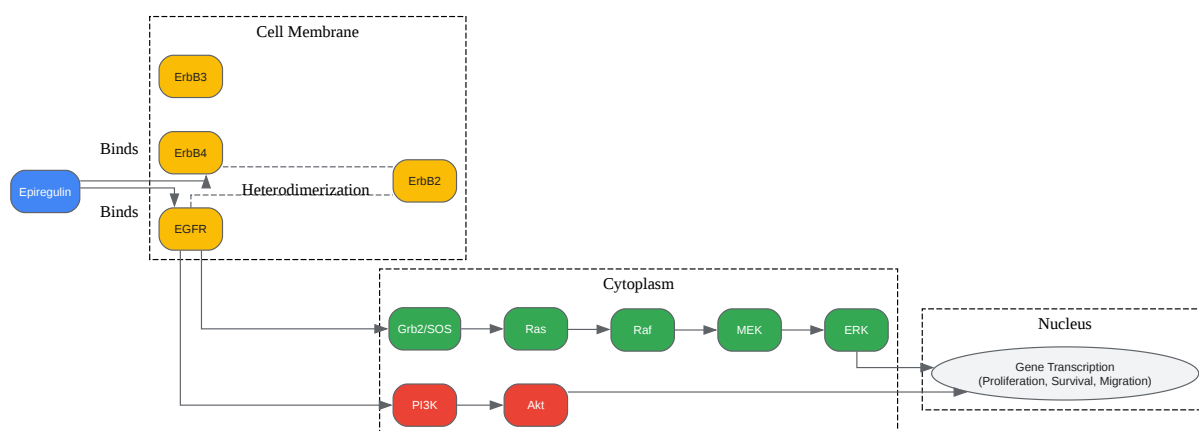 Cell Membrane
ErbB3
Binds
ErbB4
Epiregulin
ErbB2
Heterodimerization
Binds
EGFR
Cytoplasm
Grb2/SOS
Ras
Raf
MEK
ERK
Nucleus
Gene Transcription
(Proliferation, Survival, Migration)
PI3K
Akt